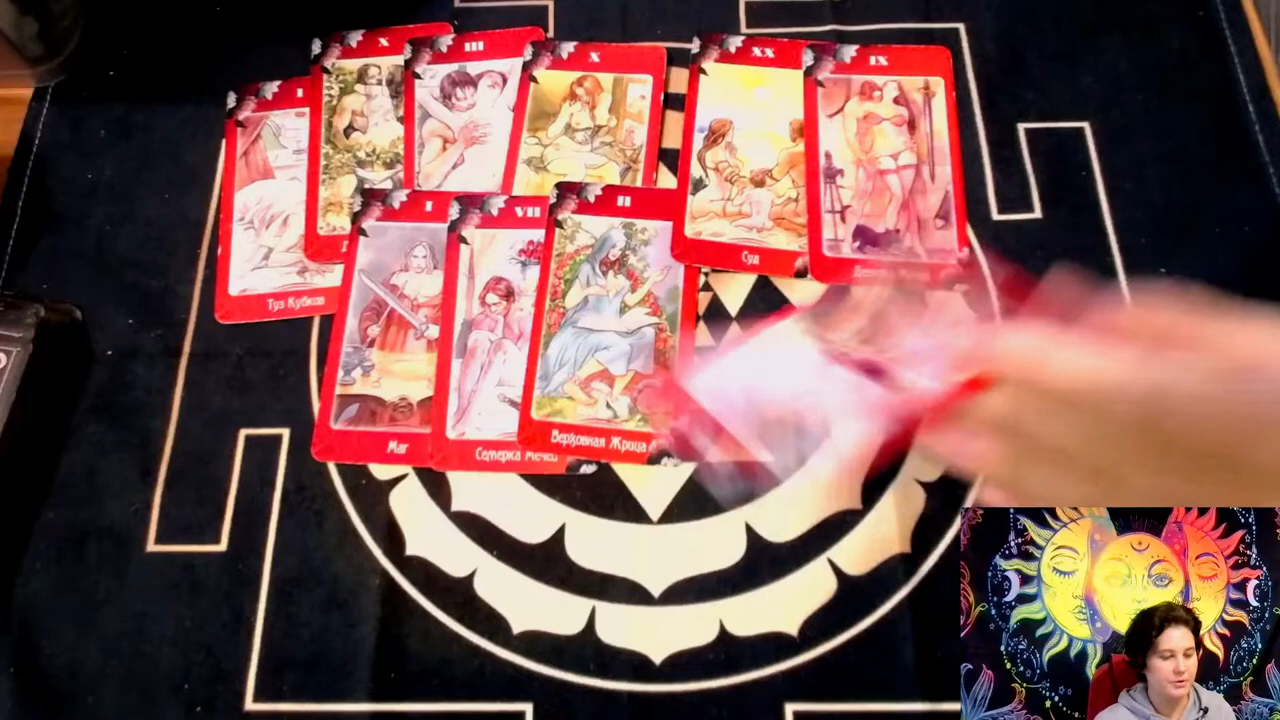 I
X
III
X
XX
IX
Туз Кубков
Суд
I
VII
II
Маг
Семерка Мечей
Верховная Жрица